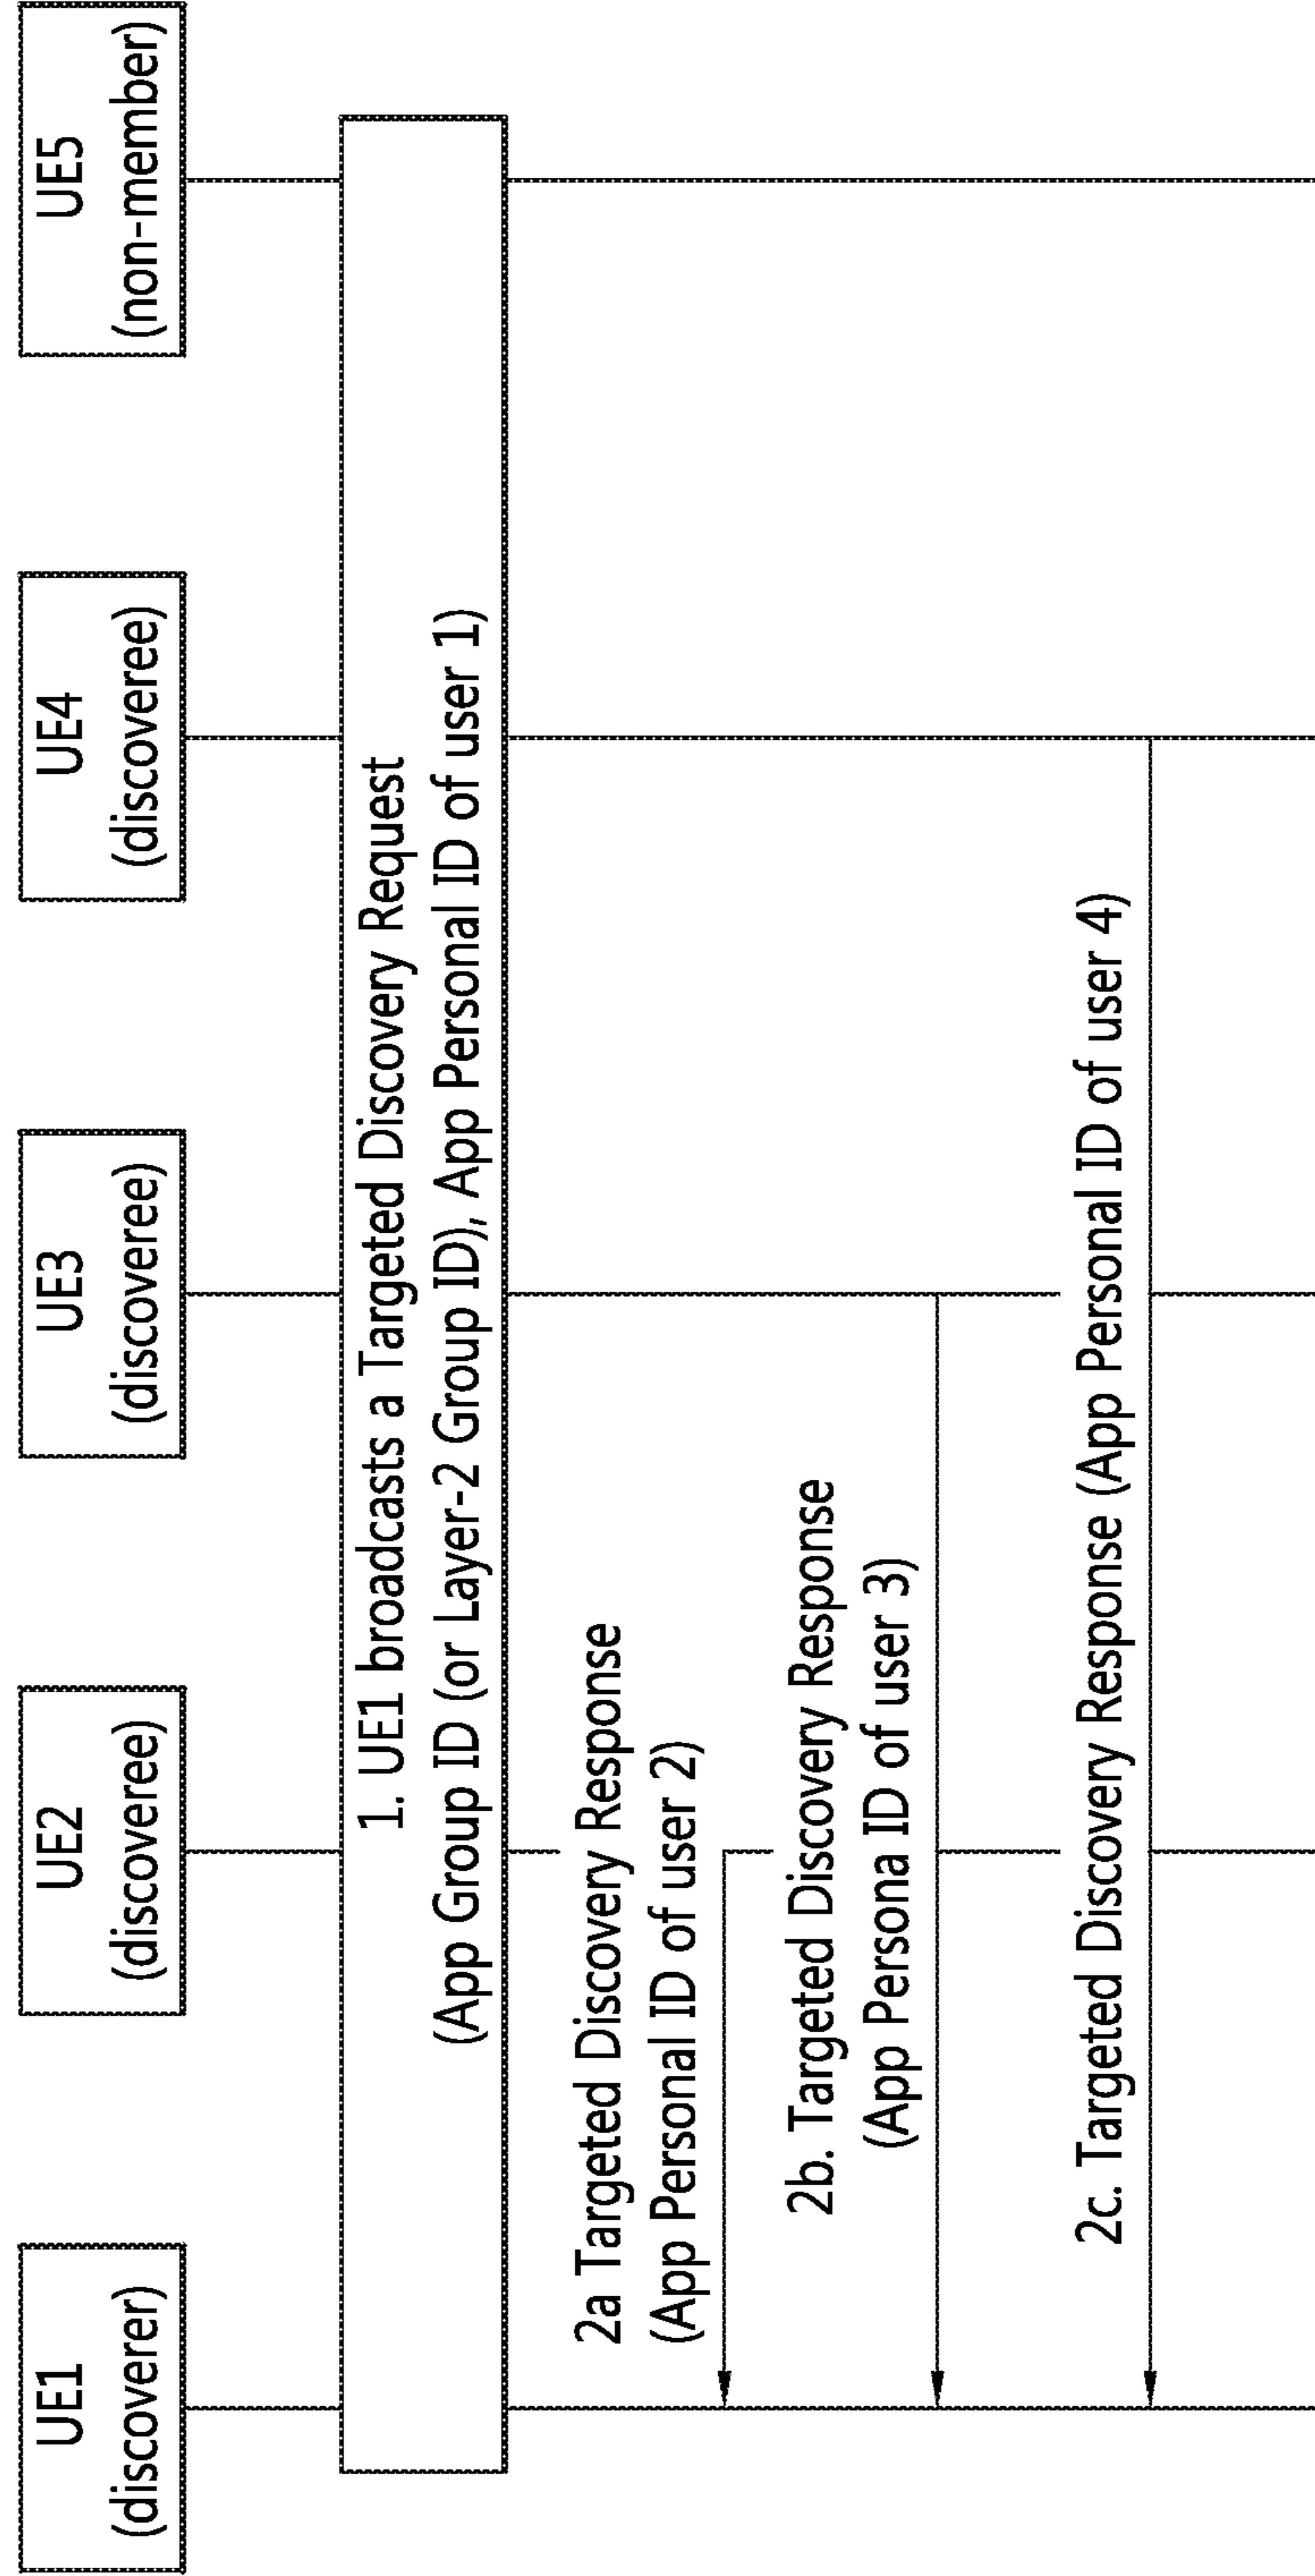 UE1
(discoverer)
UE2
(discoveree)
UE3
(discoveree)
UE4
(discoveree)
UE5
(non-member)
1. UE1 broadcasts a Targeted Discovery Request
(App Group ID (or Layer-2 Group ID), App Personal ID of user 1)
2a Targeted Discovery Response
(App Personal ID of user 2)
2b. Targeted Discovery Response
(App Persona ID of user 3)
2c. Targeted Discovery Response (App Personal ID of user 4)